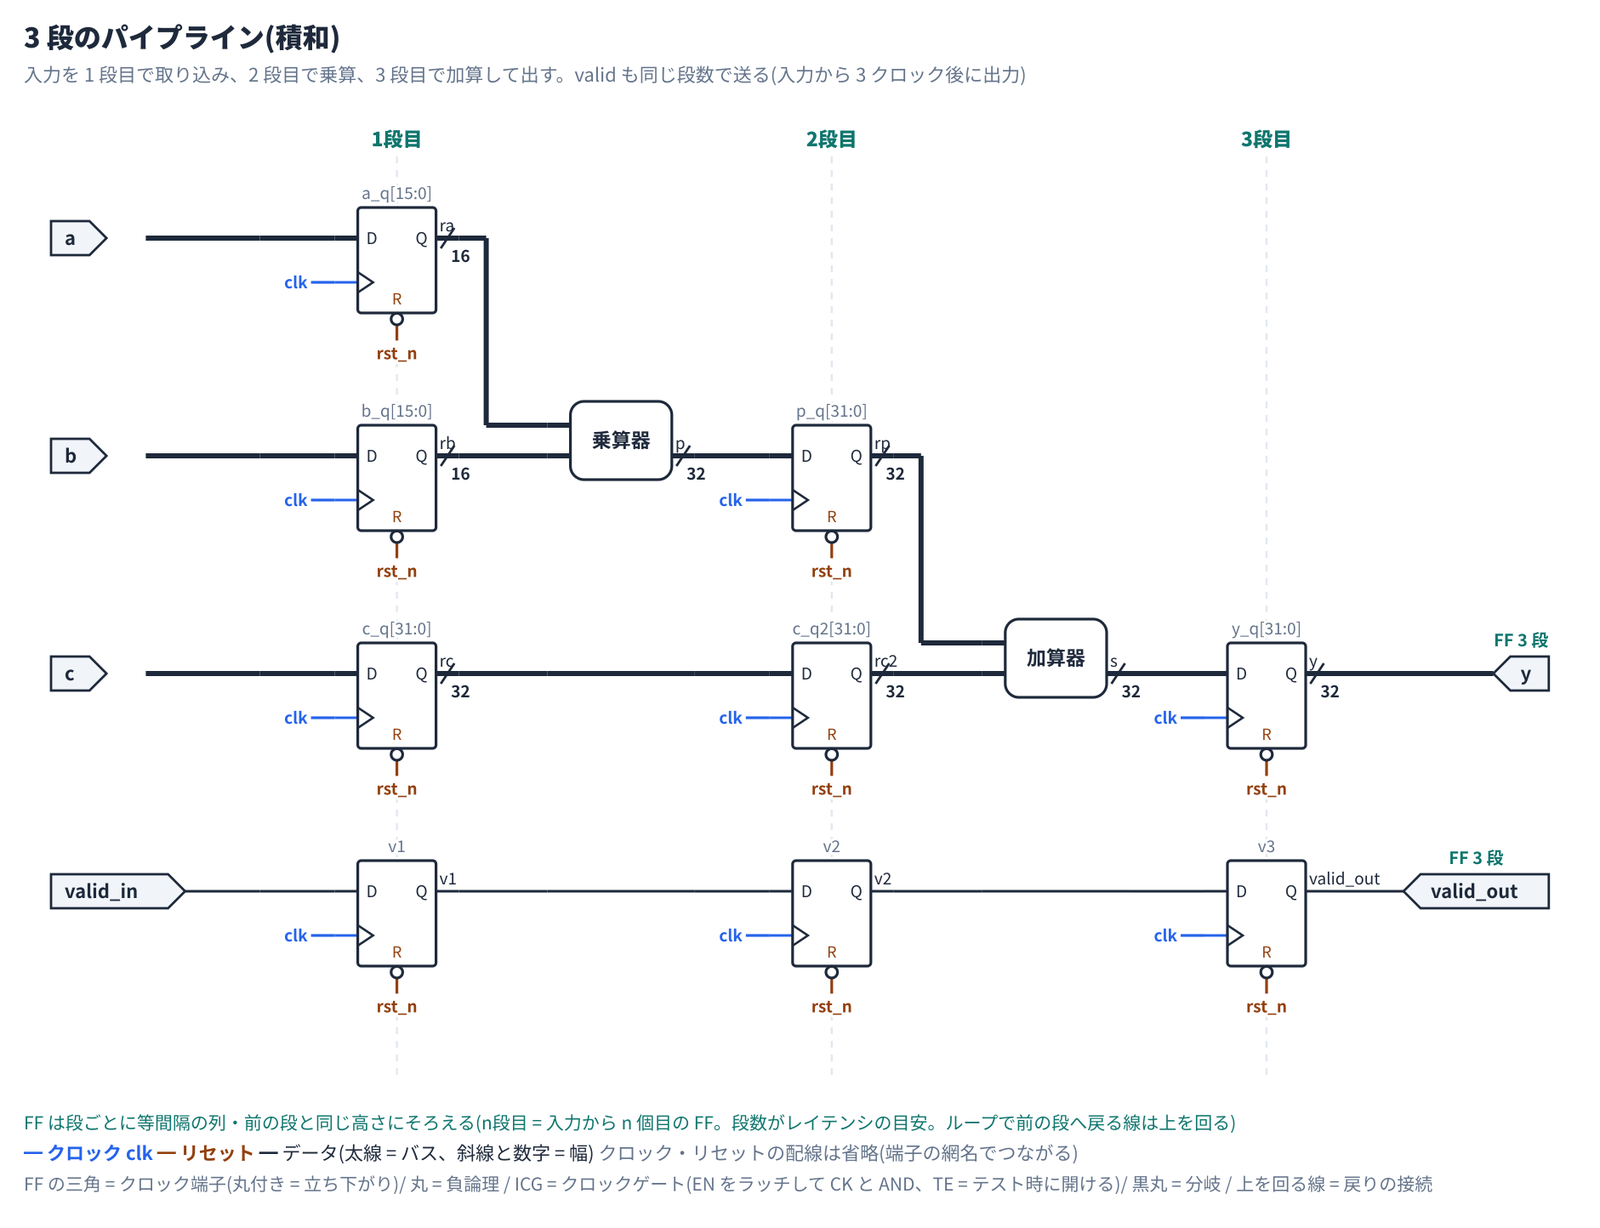 3 段のパイプライン(積和)
入力を 1 段目で取り込み、2 段目で乗算、3 段目で加算して出す。valid も同じ段数で送る(入力から 3 クロック後に出力)
1段目 2段目 3段目
a_q[15:0]
a D Q ra 16
clk
R
rst_n
b_q[15:0] p_q[31:0]
b D Q rb 16 乗算器 p 32 D Q rp 32
clk clk
R R
rst_n rst_n
c_q[31:0] c_q2[31:0] y_q[31:0] FF 3 段
c D Q rc 32 D Q rc2 32 加算器 s 32 D Q y 32 y
clk clk clk
R R R
rst_n rst_n rst_n
v1 v2 v3 FF 3 段
valid_in D Q v1 D Q v2 D Q valid_out valid_out
clk clk clk
R R R
rst_n rst_n rst_n
FF は段ごとに等間隔の列・前の段と同じ高さにそろえる(n段目 = 入力から n 個目の FF。段数がレイテンシの目安。ループで前の段へ戻る線は上を回る)
クロック clk リセット データ(太線 = バス、斜線と数字 = 幅) クロック・リセットの配線は省略(端子の網名でつながる)
FF の三角 = クロック端子(丸付き = 立ち下がり)/ 丸 = 負論理 / ICG = クロックゲート(EN をラッチして CK と AND、TE = テスト時に開ける)/ 黒丸 = 分岐 / 上を回る線 = 戻りの接続